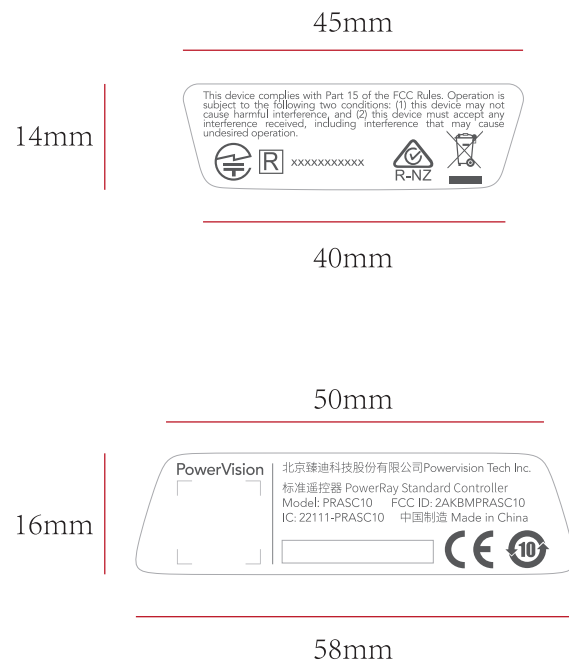 45mm
14mm
This device complies with Part 15 of the FCC Rules. Operation is
subject to the following two conditions: (1) this device may not
cause harmful interference, and (2) this device must accept any
interference received, including interference that may cause
undesired operation.
R xxxxxxxxxxx
R-NZ
40mm
50mm
16mm
PowerVision
北京臻迪科技股份有限公司Powervision Tech Inc.
标准遥控器 PowerRay Standard Controller
Model: PRASC10 FCC ID: 2AKBMPRASC10
IC: 22111-PRASC10 中国制造 Made in China
CE 10
58mm